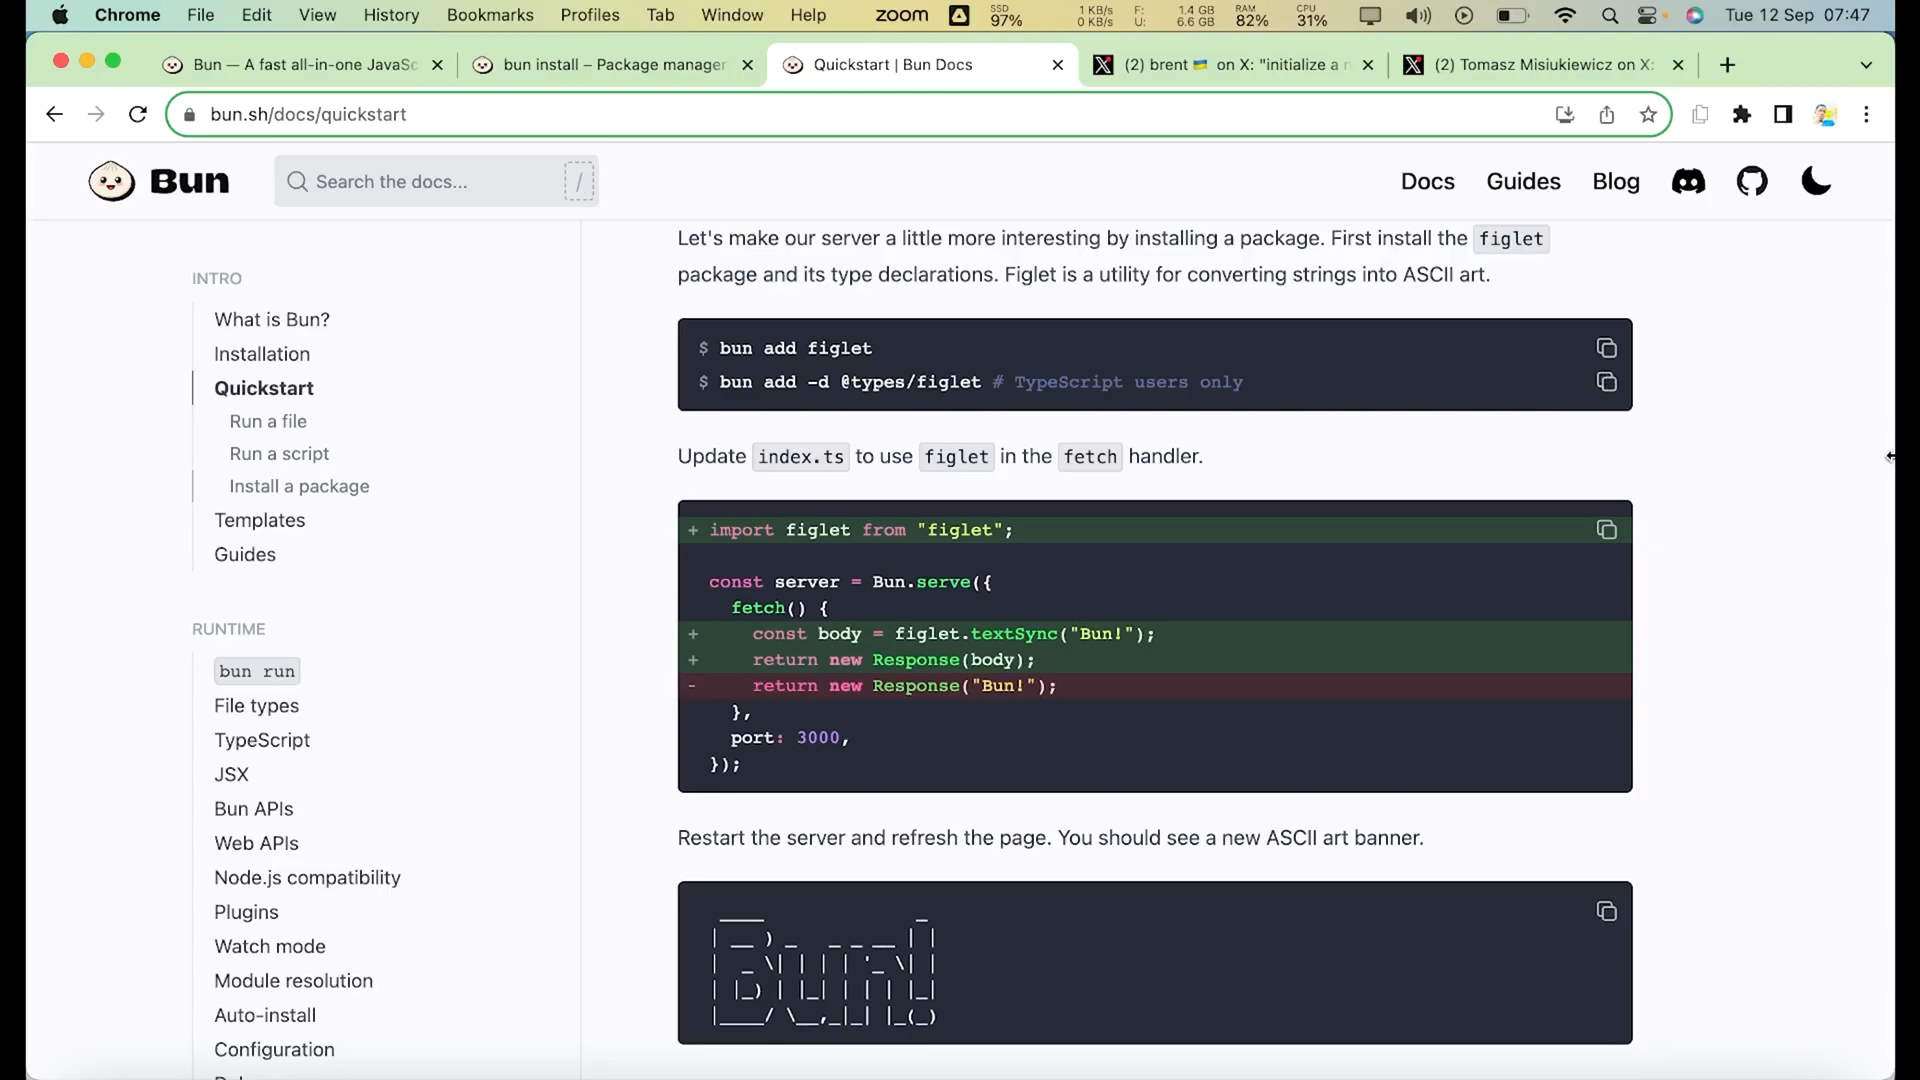 Chrome File Edit View History Bookmarks Profiles Tab Window Help zoom SSD 97% 1 KB/s 0 KB/s F: 1.4 GB U: 6.6 GB RAM 82% CPU 31% Tue 12 Sep 07:47
Bun — A fast all-in-one JavaSc bun install – Package manager Quickstart | Bun Docs (2) brent 🇺🇦 on X: "initialize a n (2) Tomasz Misiukiewicz on X:
bun.sh/docs/quickstart
Bun Search the docs... / Docs Guides Blog
INTRO
What is Bun?
Installation
Quickstart
Run a file
Run a script
Install a package
Templates
Guides
RUNTIME
bun run
File types
TypeScript
JSX
Bun APIs
Web APIs
Node.js compatibility
Plugins
Watch mode
Module resolution
Auto-install
Configuration
Let's make our server a little more interesting by installing a package. First install the figlet
package and its type declarations. Figlet is a utility for converting strings into ASCII art.
$ bun add figlet
$ bun add -d @types/figlet # TypeScript users only
Update index.ts to use figlet in the fetch handler.
+ import figlet from "figlet";
const server = Bun.serve({
fetch() {
+ const body = figlet.textSync("Bun!");
+ return new Response(body);
- return new Response("Bun!");
},
port: 3000,
});
Restart the server and refresh the page. You should see a new ASCII art banner.
Bun!